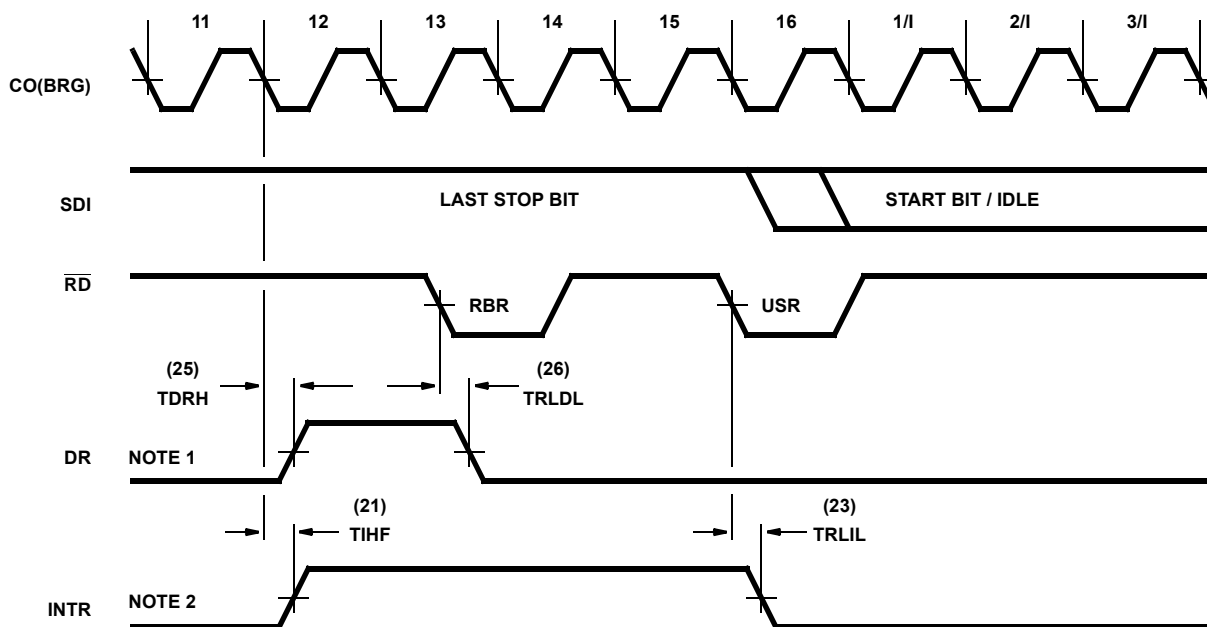 11 12 13 14 15 16 1/I 2/I 3/I
CO(BRG)
SDI
LAST STOP BIT
START BIT / IDLE
RD
RBR
USR
(25)
TDRH
(26)
TRLDL
DR
NOTE 1
(21)
TIHF
(23)
TRLIL
INTR
NOTE 2